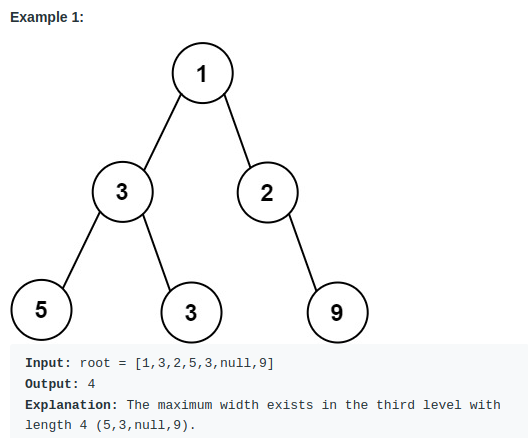 Example 1:
1
3 2
5 3 9
Input: root = [1,3,2,5,3,null,9]
Output: 4
Explanation: The maximum width exists in the third level with
length 4 (5,3,null,9).